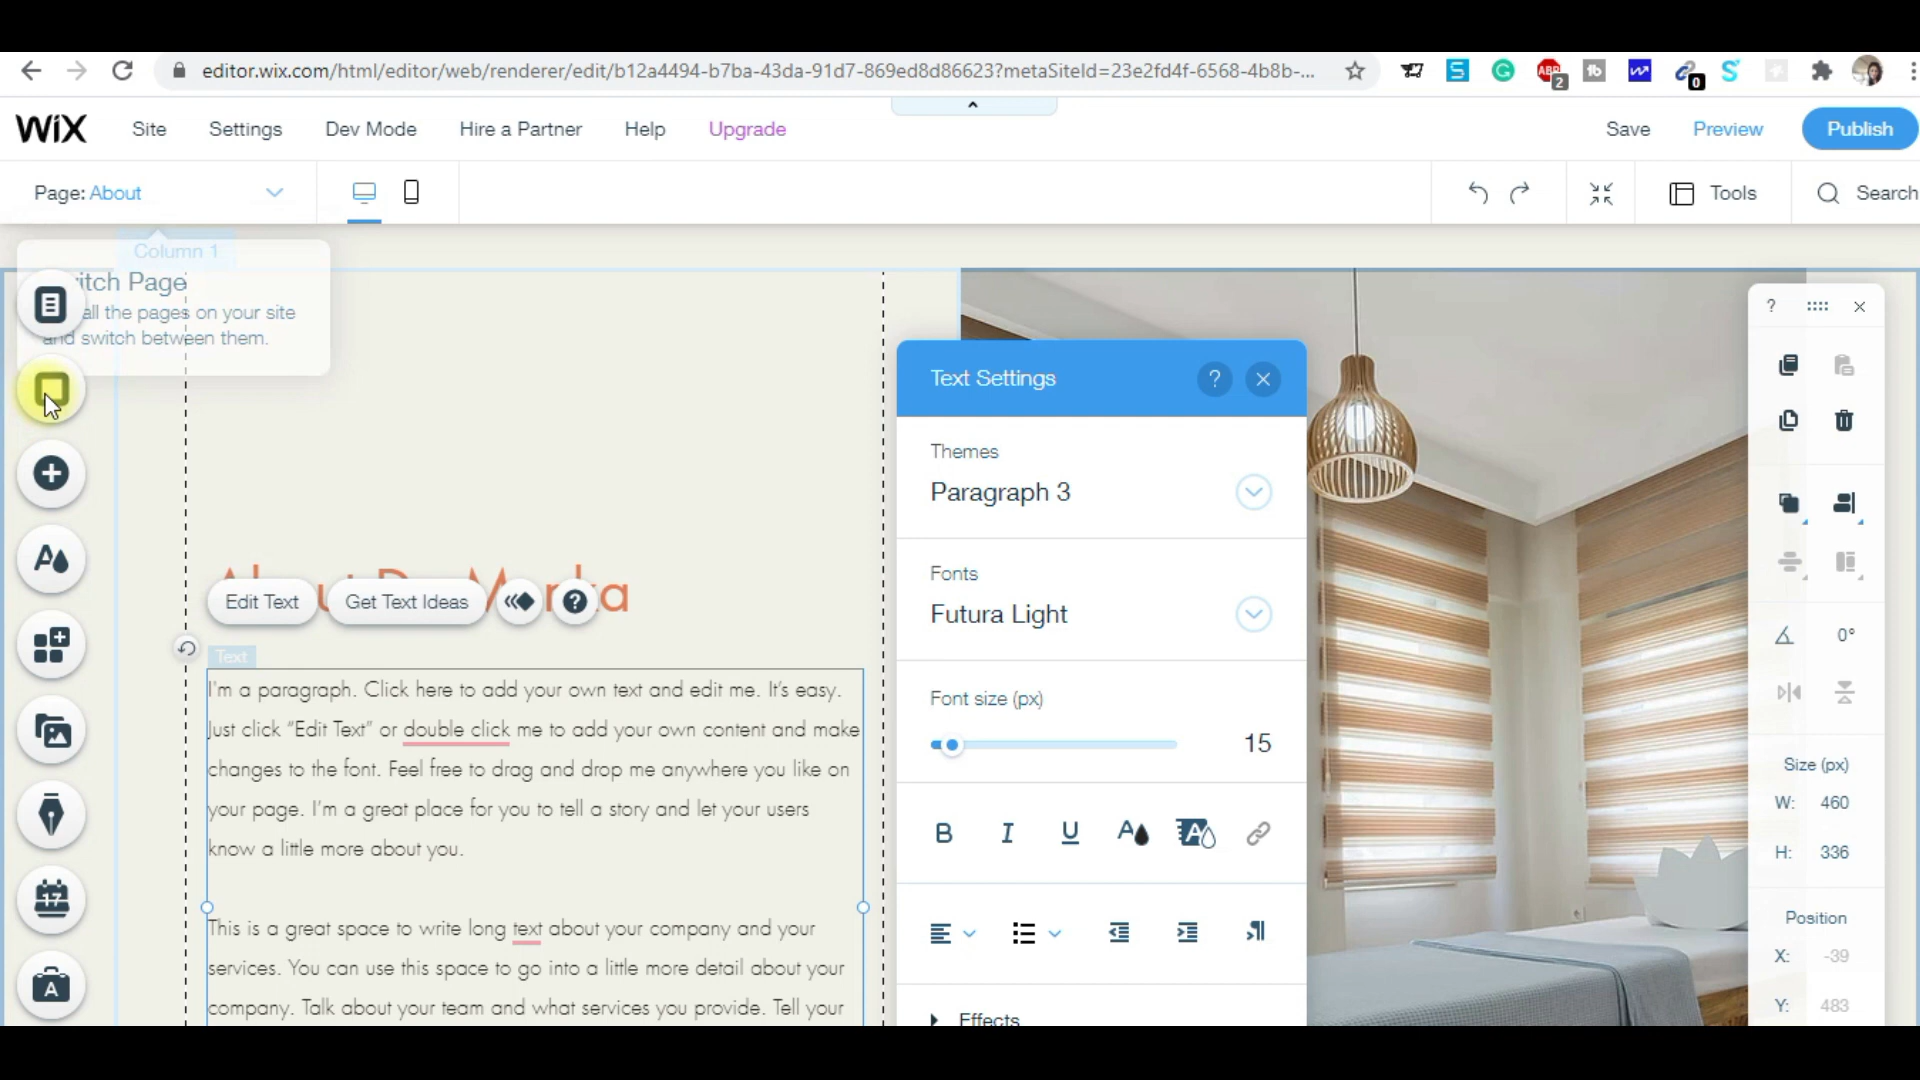 editor.wix.com/html/editor/web/renderer/edit/b12a4494-b7ba-43da-91d7-869ed8d86623?metaSiteId=23e2fd4f-6568-4b8b-...
S
G
ABP
2
fb
0
S
WiX
Site
Settings
Dev Mode
Hire a Partner
Help
Upgrade
Save
Preview
Publish
Page: About
Tools
Search
Column 1
itch Page
all the pages on your site
and switch between them.
Text Settings
?
Themes
Paragraph 3
Fonts
Futura Light
Font size (px)
15
B
I
U
A
A
Effects
Edit Text
Get Text Ideas
?
Text
I'm a paragraph. Click here to add your own text and edit me. It's easy.
Just click “Edit Text” or double click me to add your own content and make
changes to the font. Feel free to drag and drop me anywhere you like on
your page. I'm a great place for you to tell a story and let your users
know a little more about you.
This is a great space to write long text about your company and your
services. You can use this space to go into a little more detail about your
company. Talk about your team and what services you provide. Tell your
A
17
A
?
0°
Size (px)
W: 460
H: 336
Position
X: -39
Y: 483